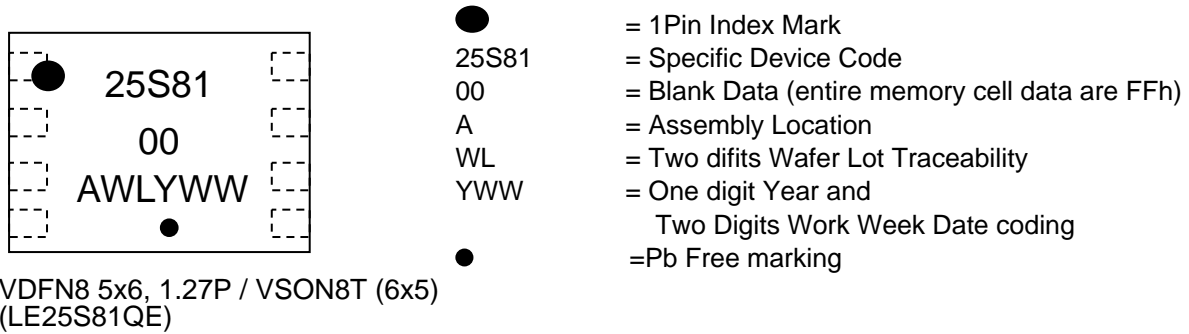 25S81
00
AWLYWW
VDFN8 5x6, 1.27P / VSON8T (6x5)
(LE25S81QE)
= 1Pin Index Mark
25S81 = Specific Device Code
00 = Blank Data (entire memory cell data are FFh)
A = Assembly Location
WL = Two difits Wafer Lot Traceability
YWW = One digit Year and
Two Digits Work Week Date coding
=Pb Free marking